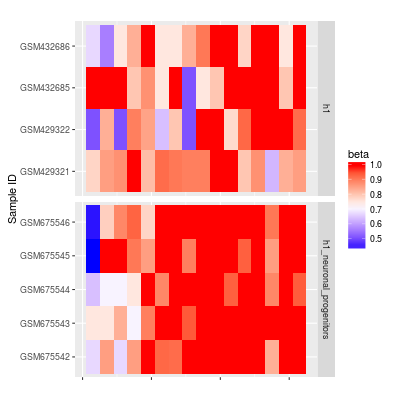 GSM432686
GSM432685
GSM429322
GSM429321
h1
GSM675546
GSM675545
GSM675544
GSM675543
GSM675542
h1_neuronal_progenitors
Sample ID
beta
1.0
0.9
0.8
0.7
0.6
0.5